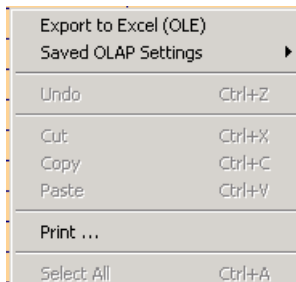 Export to Excel (OLE)
Saved OLAP Settings
Undo Ctrl+Z
Cut Ctrl+X
Copy Ctrl+C
Paste Ctrl+V
Print ...
Select All Ctrl+A